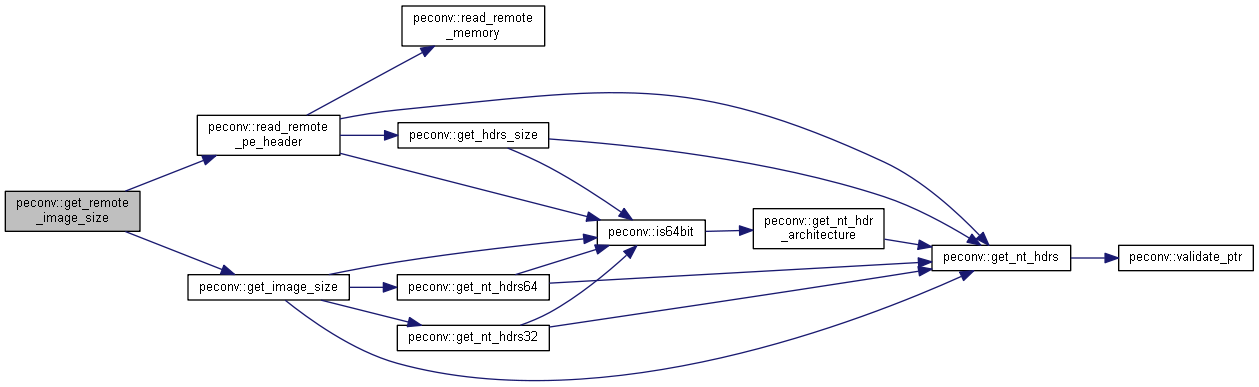 peconv::read_remote
_memory
peconv::read_remote
_pe_header
peconv::get_hdrs_size
peconv::get_remote
_image_size
peconv::is64bit
peconv::get_nt_hdr
_architecture
peconv::get_nt_hdrs
peconv::validate_ptr
peconv::get_image_size
peconv::get_nt_hdrs64
peconv::get_nt_hdrs32